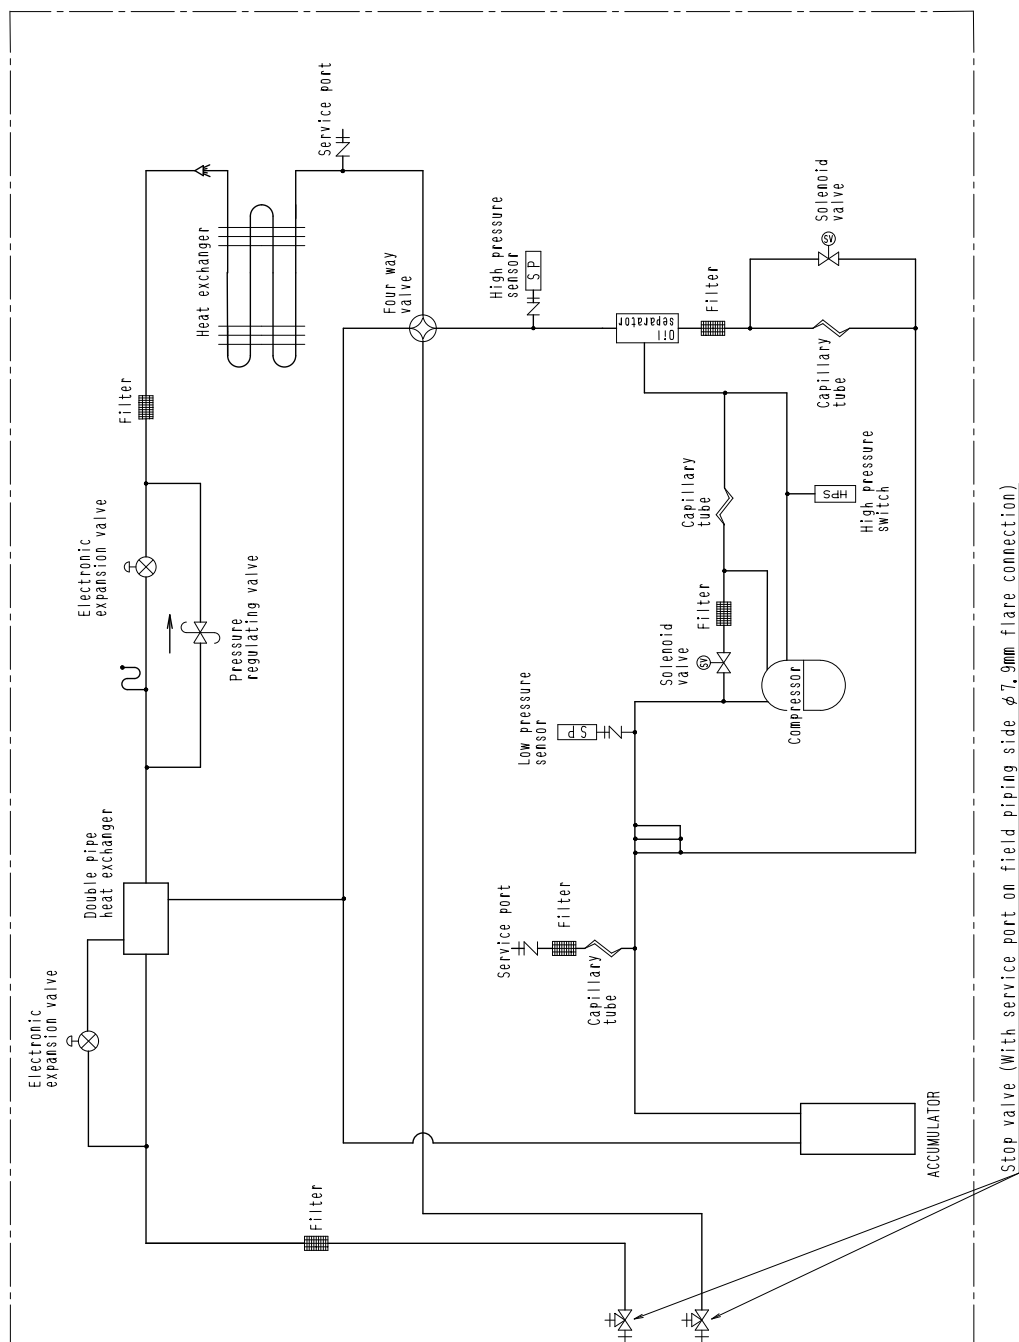 Service port
Heat exchanger
Filter
Four way
valve
High pressure
sensor
SP
Oil
separator
Filter
Solenoid
valve
SV
Capillary
tube
Capillary
tube
HPS
High pressure
switch
Electronic
expansion valve
Pressure
regulating valve
Filter
Solenoid
valve
SV
Compressor
Low pressure
sensor
SP
Double pipe
heat exchanger
Service port
Filter
Capillary
tube
Electronic
expansion valve
ACCUMULATOR
Filter
Stop valve (With service port on field piping side φ7.9mm flare connection)